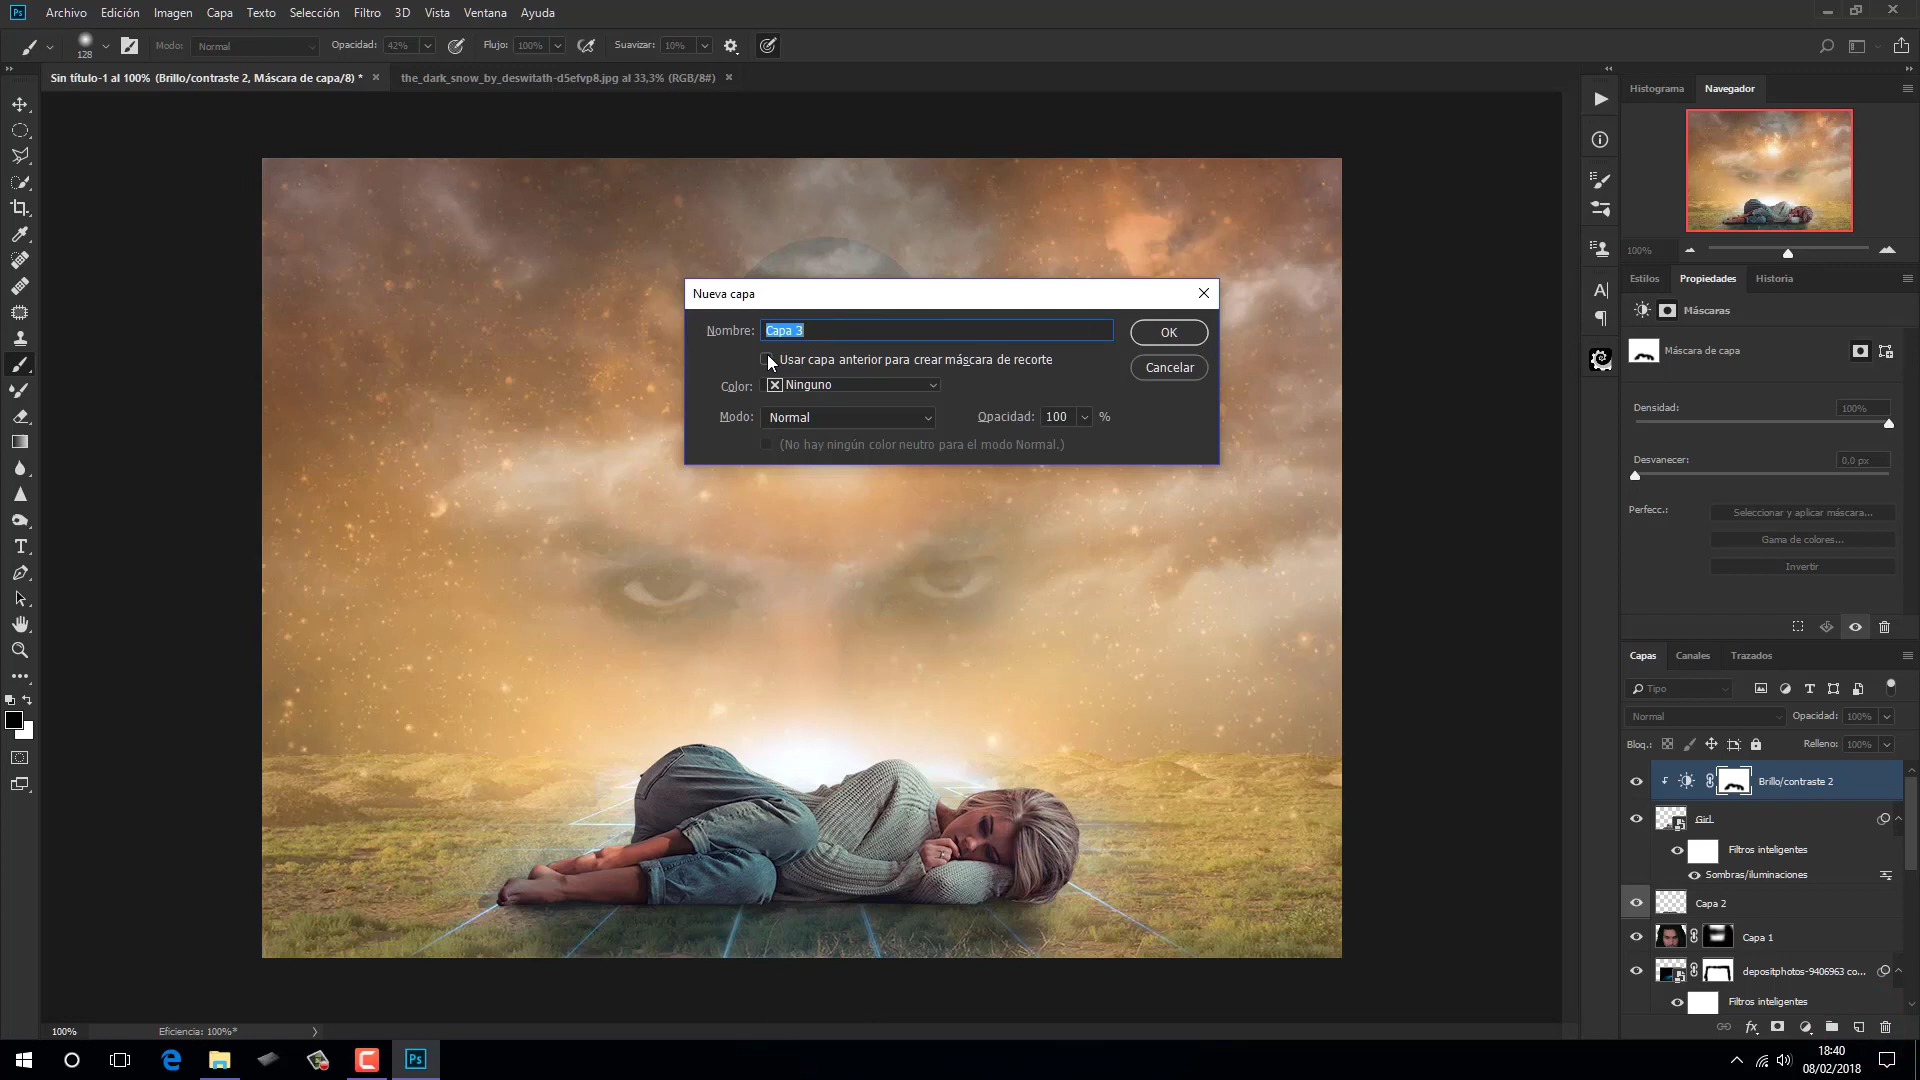 Ps Archivo Edición Imagen Capa Texto Selección Filtro 3D Vista Ventana Ayuda
128 Modo: Normal Opacidad: 42% Flujo: 100% Suavizar: 10%
Sin título-1 al 100% (Brillo/contraste 2, Máscara de capa/8) * × the_dark_snow_by_deswitath-d5efvp8.jpg al 33,3% (RGB/8#) ×
Histograma Navegador
100%
Estilos Propiedades Historia
Máscaras
Máscara de capa
Densidad: 100%
Desvanecer: 0,0 px
Perfecc.: Seleccionar y aplicar máscara...
Gama de colores...
Invertir
Nueva capa
Nombre: Capa 3
OK
Usar capa anterior para crear máscara de recorte
Cancelar
Color: Ninguno
Modo: Normal Opacidad: 100 %
(No hay ningún color neutro para el modo Normal.)
Capas Canales Trazados
Tipo
Normal Opacidad: 100%
Bloq.: Relleno: 100%
Brillo/contraste 2
Girl
Filtros inteligentes
Sombras/iluminaciones
Capa 2
Capa 1
depositphotos-9406963 co...
Filtros inteligentes
100% Eficiencia: 100%*
Ps
18:40
08/02/2018